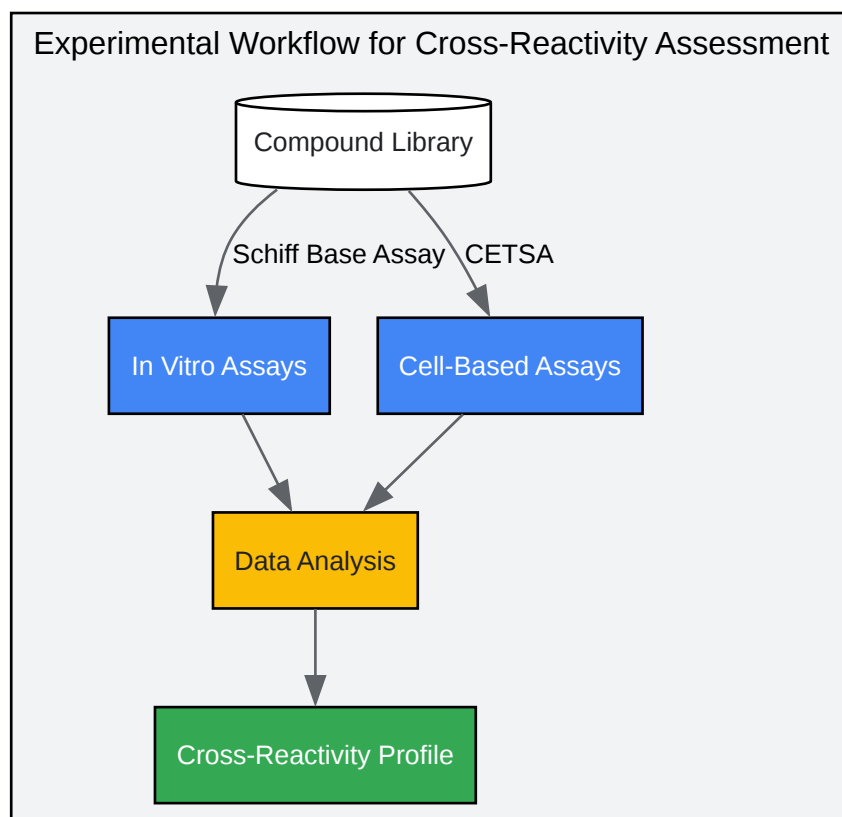 Experimental Workflow for Cross-Reactivity Assessment
Compound Library
Schiff Base Assay
CETSA
In Vitro Assays
Cell-Based Assays
Data Analysis
Cross-Reactivity Profile